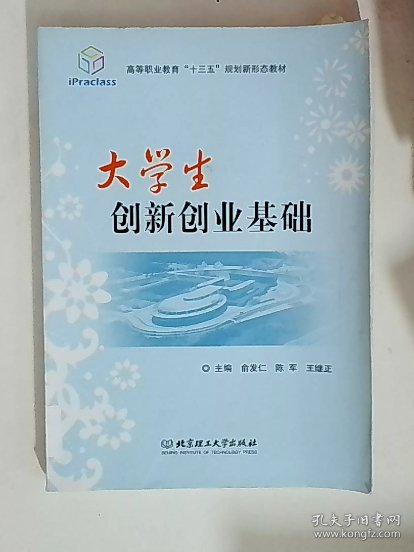 iPraclass
高等职业教育“十三五”规划新形态教材
大学生
创新创业基础
◎ 主编 俞发仁 陈 军 王继正
北京理工大学出版社
BEIJING INSTITUTE OF TECHNOLOGY PRESS
孔夫子旧书网
www.kongfz.com